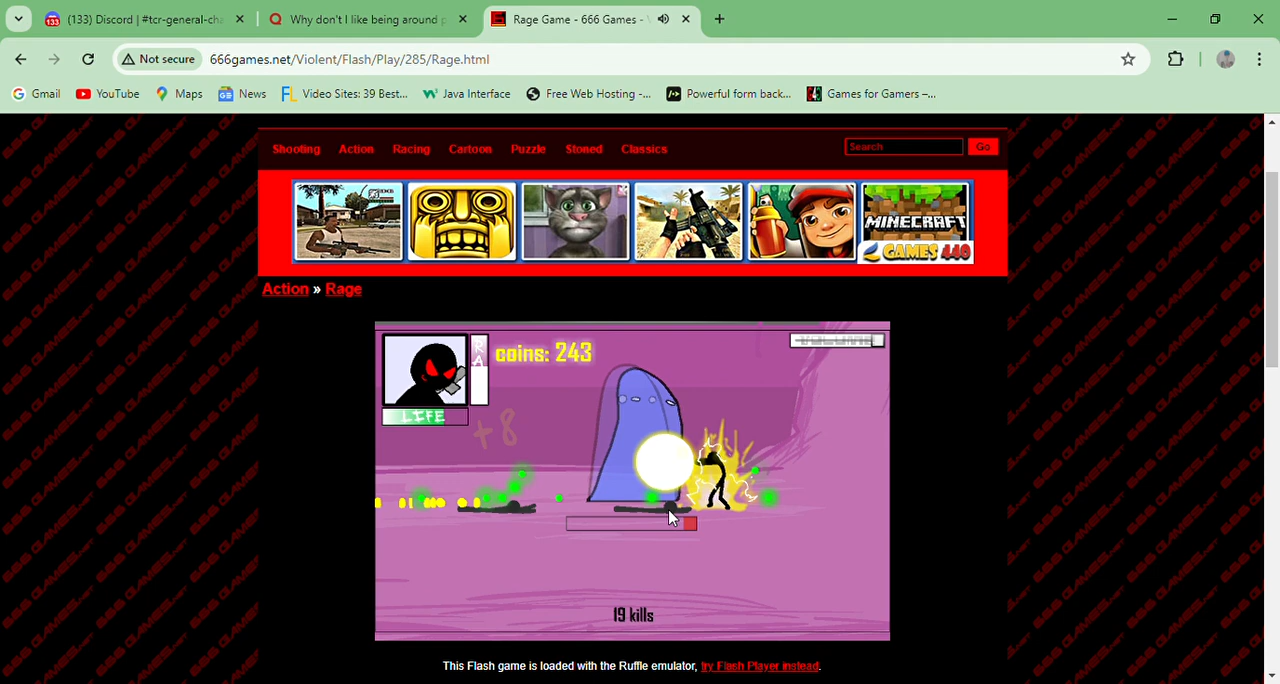 (133) Discord | #tcr-general-cha
Why don't I like being around p
Rage Game - 666 Games - V
Not secure
666games.net/Violent/Flash/Play/285/Rage.html
Gmail
YouTube
Maps
News
Video Sites: 39 Best...
Java Interface
Free Web Hosting -...
Powerful form back...
Games for Gamers –...
Shooting
Action
Racing
Cartoon
Puzzle
Stoned
Classics
Search
Go
MINECRAFT
GAMES 440
Action » Rage
RA
coins: 243
VOLUME
LIFE
+8
19 kills
This Flash game is loaded with the Ruffle emulator, try Flash Player instead.